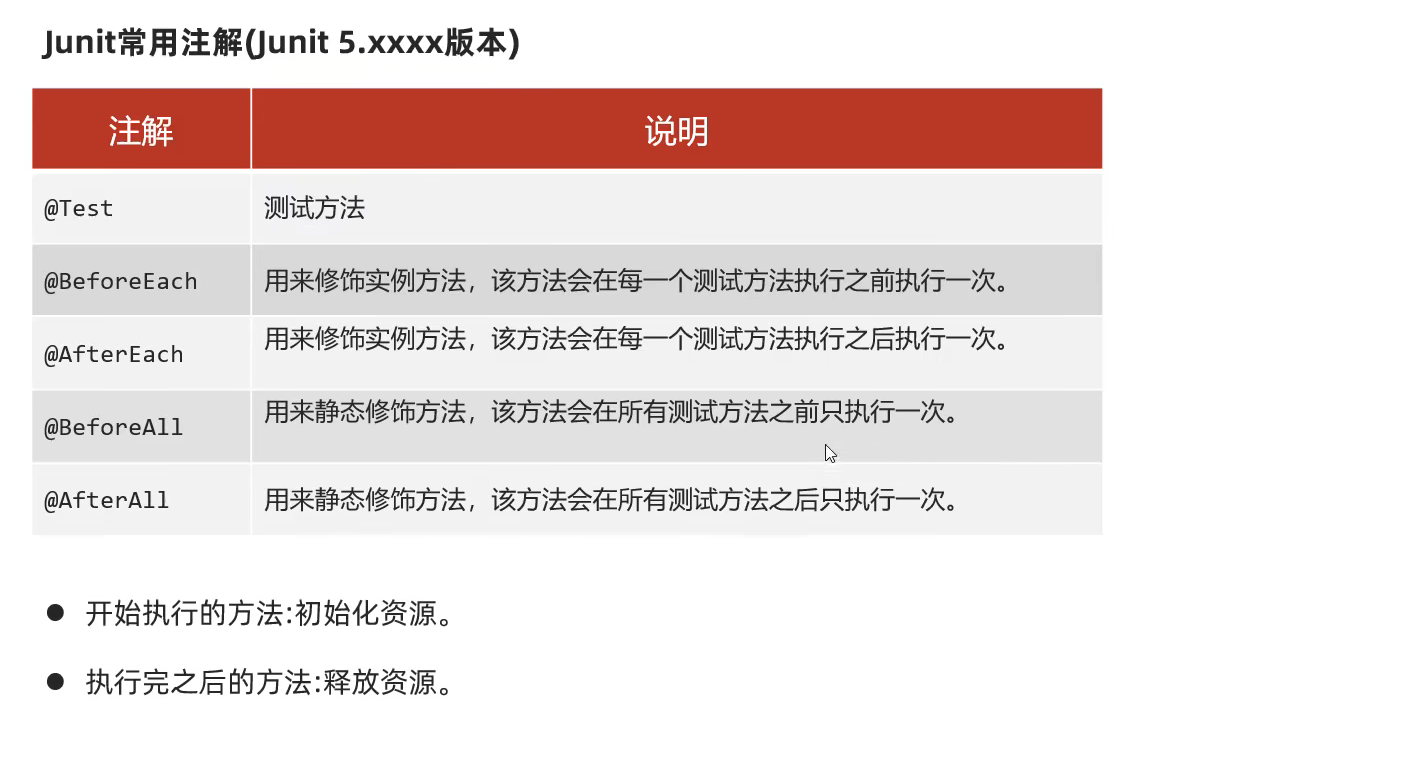 Junit常用注解(Junit 5.xxxx版本)
注解 说明
@Test 测试方法
@BeforeEach 用来修饰实例方法，该方法会在每一个测试方法执行之前执行一次。
@AfterEach 用来修饰实例方法，该方法会在每一个测试方法执行之后执行一次。
@BeforeAll 用来静态修饰方法，该方法会在所有测试方法之前只执行一次。
@AfterAll 用来静态修饰方法，该方法会在所有测试方法之后只执行一次。
● 开始执行的方法:初始化资源。
● 执行完之后的方法:释放资源。